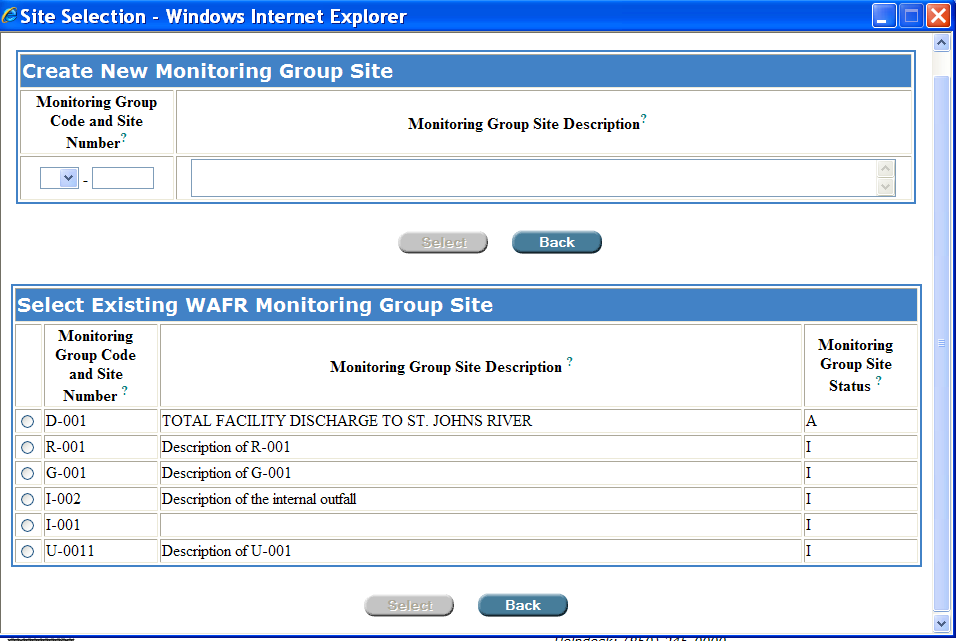 Site Selection - Windows Internet Explorer
Create New Monitoring Group Site
Monitoring Group
Code and Site
Number?
Monitoring Group Site Description?
-
Select
Back
Select Existing WAFR Monitoring Group Site
Monitoring
Group Code
and Site
Number ?
Monitoring Group Site Description ?
Monitoring
Group Site
Status ?
D-001 TOTAL FACILITY DISCHARGE TO ST. JOHNS RIVER A
R-001 Description of R-001 I
G-001 Description of G-001 I
I-002 Description of the internal outfall I
I-001 I
U-0011 Description of U-001 I
Select
Back